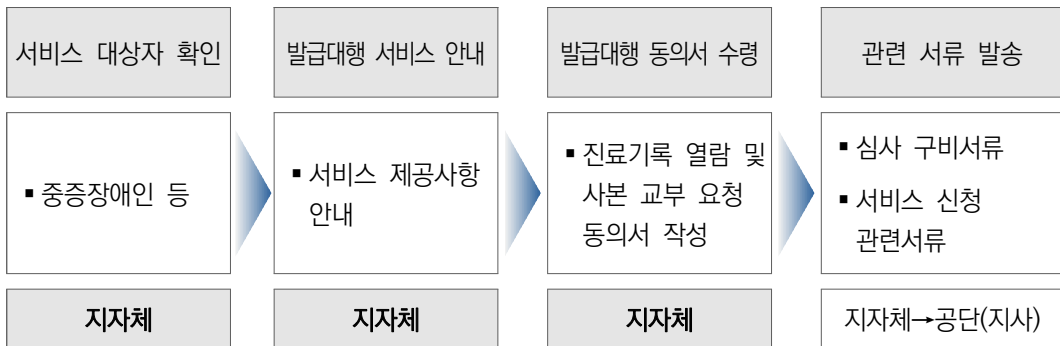 서비스 대상자 확인
발급대행 서비스 안내
발급대행 동의서 수령
관련 서류 발송
▪ 중증장애인 등
▪ 서비스 제공사항
안내
▪ 진료기록 열람 및
사본 교부 요청
동의서 작성
▪ 심사 구비서류
▪ 서비스 신청
관련서류
지자체
지자체
지자체
지자체→공단(지사)